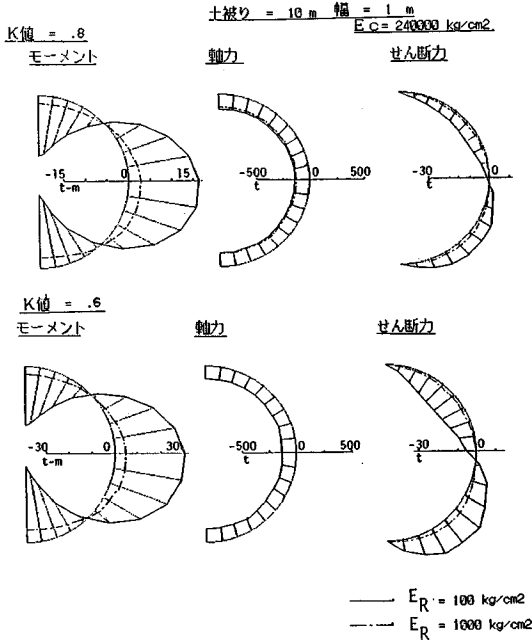 土被り = 10 m 幅 = 1 m
K値 = .8
Ec= 240000 kg/cm2
モーメント 軸力 せん断力
-15 0 15
t-m
-500 0 500
t
-30 0
t
K値 = .6
モーメント 軸力 せん断力
-30 0 30
t-m
-500 0 500
t
-30 0
t
ER = 100 kg/cm2
ER = 1000 kg/cm2